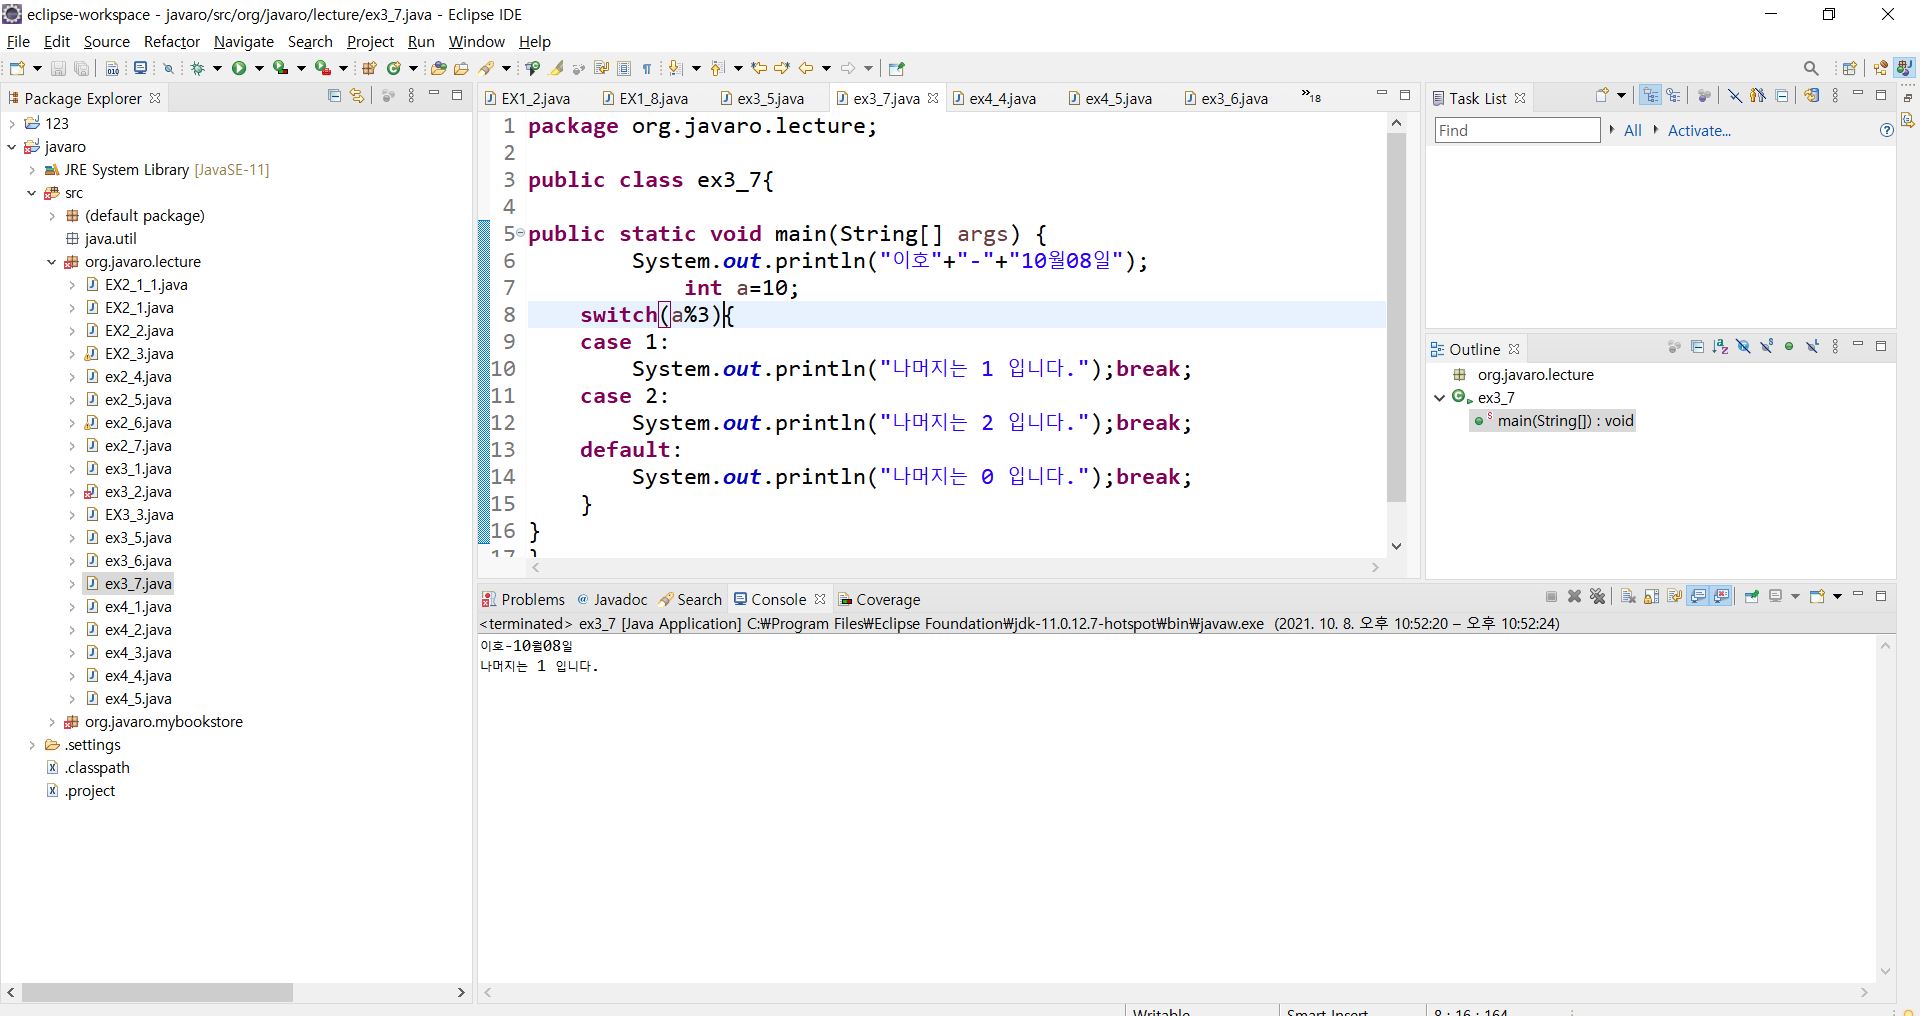 eclipse-workspace - javaro/src/org/javaro/lecture/ex3_7.java - Eclipse IDE
File Edit Source Refactor Navigate Search Project Run Window Help
Package Explorer
123
javaro
JRE System Library [JavaSE-11]
src
(default package)
java.util
org.javaro.lecture
EX2_1_1.java
EX2_1.java
EX2_2.java
EX2_3.java
ex2_4.java
ex2_5.java
ex2_6.java
ex2_7.java
ex3_1.java
ex3_2.java
EX3_3.java
ex3_5.java
ex3_6.java
ex3_7.java
ex4_1.java
ex4_2.java
ex4_3.java
ex4_4.java
ex4_5.java
org.javaro.mybookstore
.settings
.classpath
.project
EX1_2.java EX1_8.java ex3_5.java ex3_7.java ex4_4.java ex4_5.java ex3_6.java »18
1 package org.javaro.lecture;
2
3 public class ex3_7{
4
5 public static void main(String[] args) {
6 System.out.println("이호"+"-"+"10월08일");
7 int a=10;
8 switch(a%3){
9 case 1:
10 System.out.println("나머지는 1 입니다.");break;
11 case 2:
12 System.out.println("나머지는 2 입니다.");break;
13 default:
14 System.out.println("나머지는 0 입니다.");break;
15 }
16 }
17 }
Task List
Find All Activate...
Outline
org.javaro.lecture
ex3_7
main(String[]) : void
Problems @ Javadoc Search Console Coverage
<terminated> ex3_7 [Java Application] C:₩Program Files₩Eclipse Foundation₩jdk-11.0.12.7-hotspot₩bin₩javaw.exe (2021. 10. 8. 오후 10:52:20 – 오후 10:52:24)
이호-10월08일
나머지는 1 입니다.
Writable Smart Insert 8 : 16 : 164